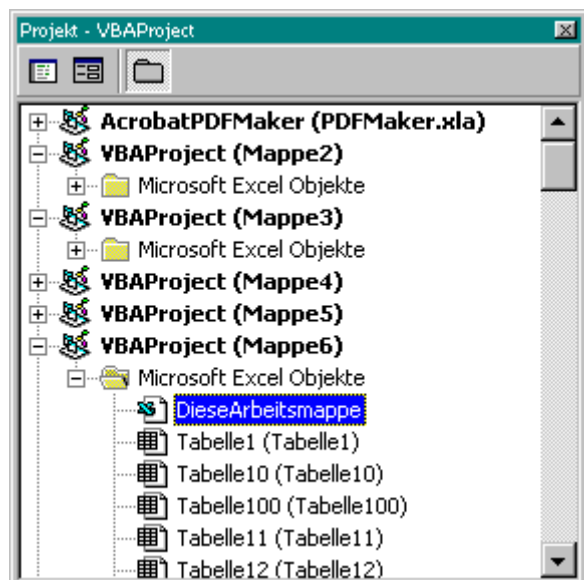 Projekt - VBAProject
AcrobatPDFMaker (PDFMaker.xla)
VBAProject (Mappe2)
Microsoft Excel Objekte
VBAProject (Mappe3)
Microsoft Excel Objekte
VBAProject (Mappe4)
VBAProject (Mappe5)
VBAProject (Mappe6)
Microsoft Excel Objekte
DieseArbeitsmappe
Tabelle1 (Tabelle1)
Tabelle10 (Tabelle10)
Tabelle100 (Tabelle100)
Tabelle11 (Tabelle11)
Tabelle12 (Tabelle12)